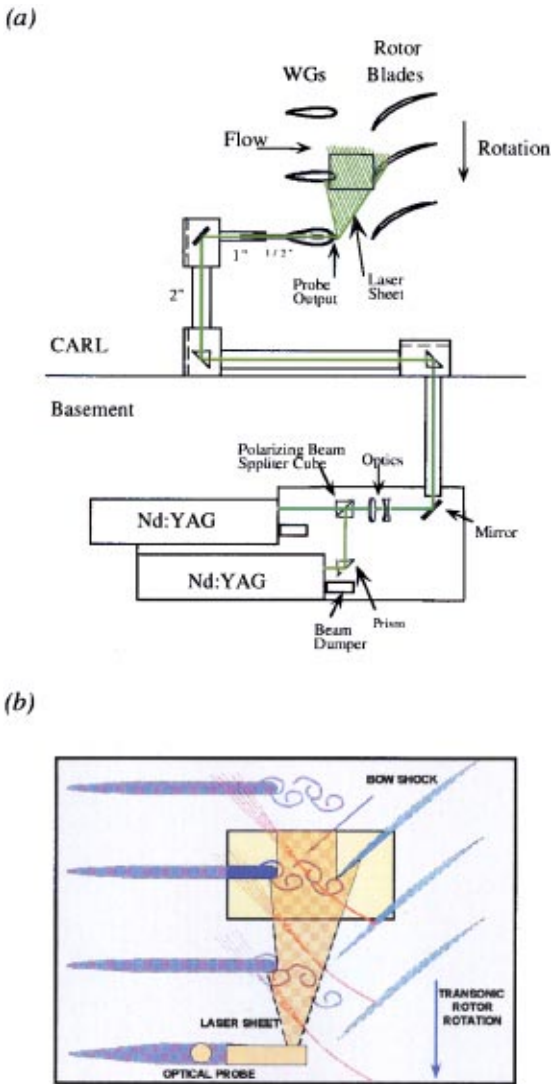 (a)
WGs
Rotor
Blades
Flow
Rotation
1"
1/2"
Probe
Output
Laser
Sheet
2"
CARL
Basement
Polarizing Beam
Sppliter Cube
Optics
Nd:YAG
Mirror
Nd:YAG
Beam
Dumper
Prism
(b)
BOW SHOCK
TRANSONIC
ROTOR
ROTATION
LASER SHEET
OPTICAL PROBE